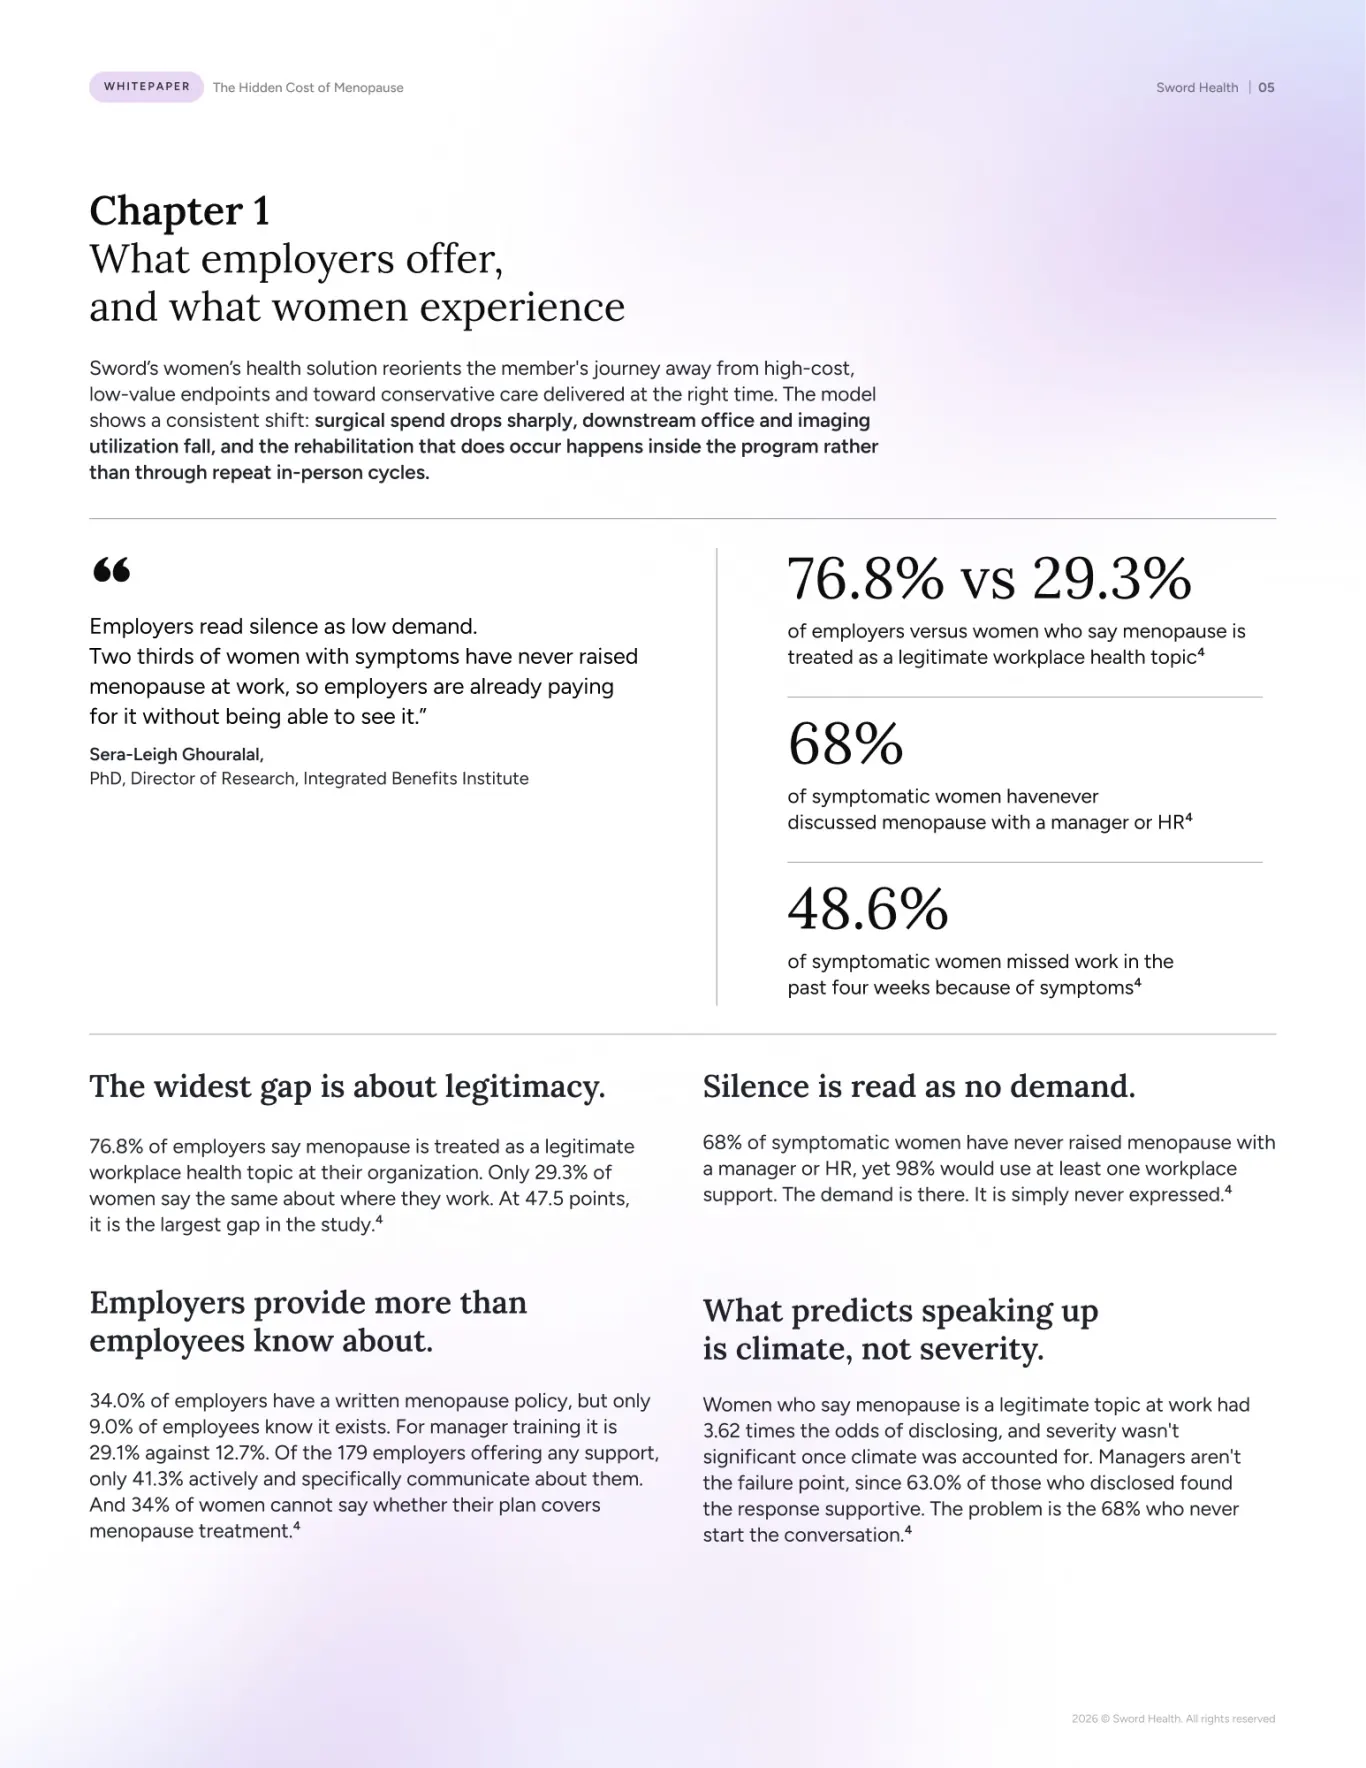 WHITEPAPER The Hidden Cost of Menopause
Sword Health | 05
Chapter 1
What employers offer,
and what women experience
Sword’s women’s health solution reorients the member's journey away from high-cost,
low-value endpoints and toward conservative care delivered at the right time. The model
shows a consistent shift: surgical spend drops sharply, downstream office and imaging
utilization fall, and the rehabilitation that does occur happens inside the program rather
than through repeat in-person cycles.
“
Employers read silence as low demand.
Two thirds of women with symptoms have never raised
menopause at work, so employers are already paying
for it without being able to see it.”
Sera-Leigh Ghouralal,
PhD, Director of Research, Integrated Benefits Institute
76.8% vs 29.3%
of employers versus women who say menopause is
treated as a legitimate workplace health topic⁴
68%
of symptomatic women havenever
discussed menopause with a manager or HR⁴
48.6%
of symptomatic women missed work in the
past four weeks because of symptoms⁴
The widest gap is about legitimacy.
76.8% of employers say menopause is treated as a legitimate
workplace health topic at their organization. Only 29.3% of
women say the same about where they work. At 47.5 points,
it is the largest gap in the study.⁴
Silence is read as no demand.
68% of symptomatic women have never raised menopause with
a manager or HR, yet 98% would use at least one workplace
support. The demand is there. It is simply never expressed.⁴
Employers provide more than
employees know about.
34.0% of employers have a written menopause policy, but only
9.0% of employees know it exists. For manager training it is
29.1% against 12.7%. Of the 179 employers offering any support,
only 41.3% actively and specifically communicate about them.
And 34% of women cannot say whether their plan covers
menopause treatment.⁴
What predicts speaking up
is climate, not severity.
Women who say menopause is a legitimate topic at work had
3.62 times the odds of disclosing, and severity wasn't
significant once climate was accounted for. Managers aren't
the failure point, since 63.0% of those who disclosed found
the response supportive. The problem is the 68% who never
start the conversation.⁴
2026 © Sword Health. All rights reserved